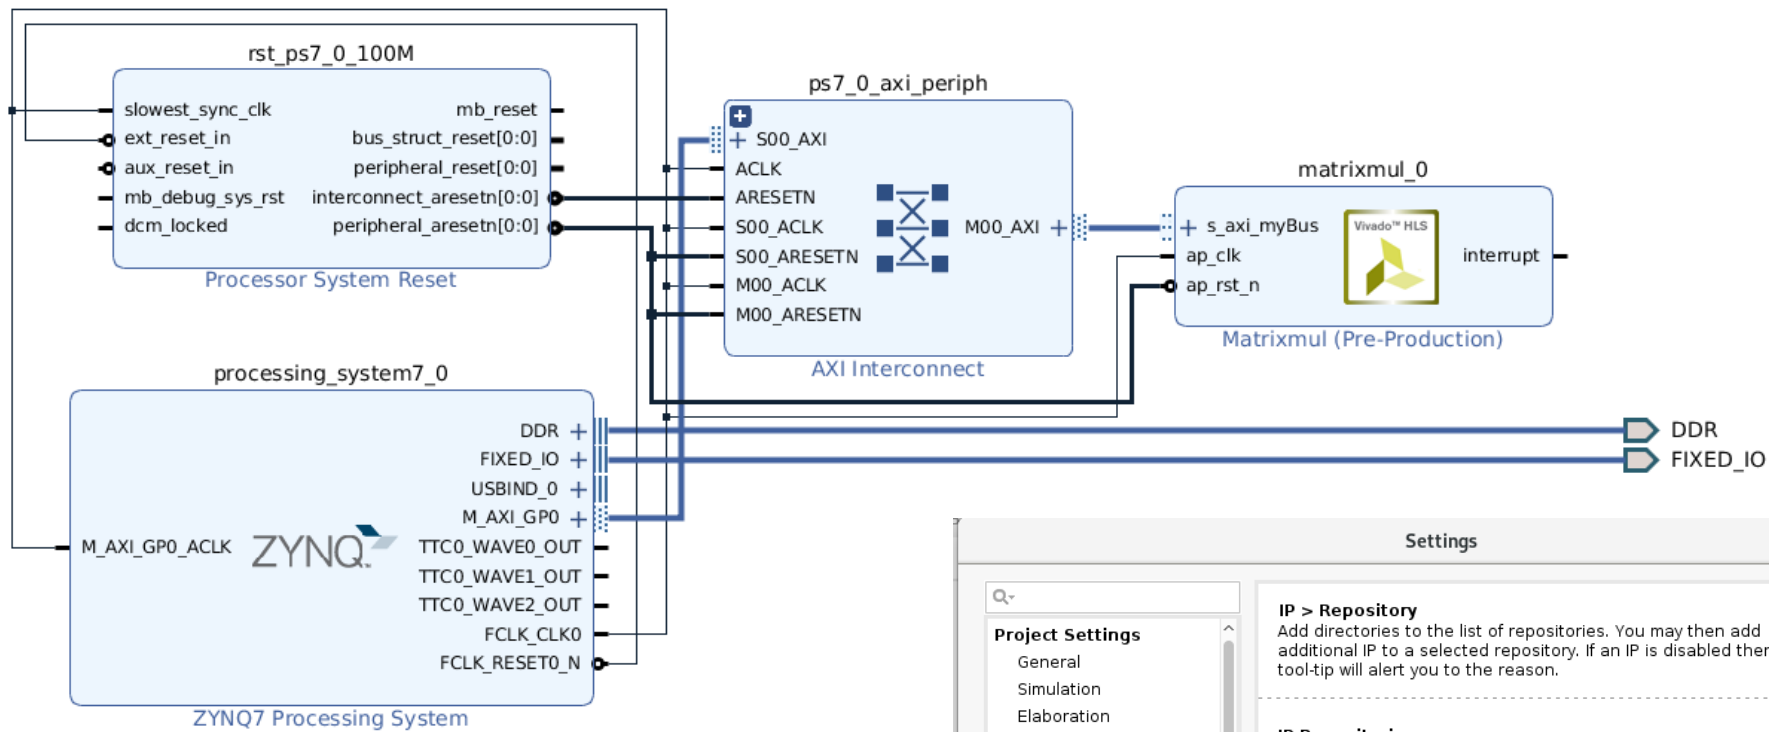 rst_ps7_0_100M
slowest_sync_clk
ext_reset_in
aux_reset_in
mb_debug_sys_rst
dcm_locked
mb_reset
bus_struct_reset[0:0]
peripheral_reset[0:0]
interconnect_aresetn[0:0]
peripheral_aresetn[0:0]
Processor System Reset
ps7_0_axi_periph
S00_AXI
ACLK
ARESETN
S00_ACLK
S00_ARESETN
M00_ACLK
M00_ARESETN
M00_AXI
AXI Interconnect
matrixmul_0
s_axi_myBus
ap_clk
ap_rst_n
Vivado™ HLS
interrupt
Matrixmul (Pre-Production)
processing_system7_0
M_AXI_GP0_ACLK
ZYNQ
DDR
FIXED_IO
USBIND_0
M_AXI_GP0
TTC0_WAVE0_OUT
TTC0_WAVE1_OUT
TTC0_WAVE2_OUT
FCLK_CLK0
FCLK_RESET0_N
ZYNQ7 Processing System
DDR
FIXED_IO
Settings
Project Settings
General
Simulation
Elaboration
IP > Repository
Add directories to the list of repositories. You may then add
additional IP to a selected repository. If an IP is disabled then
tool-tip will alert you to the reason.